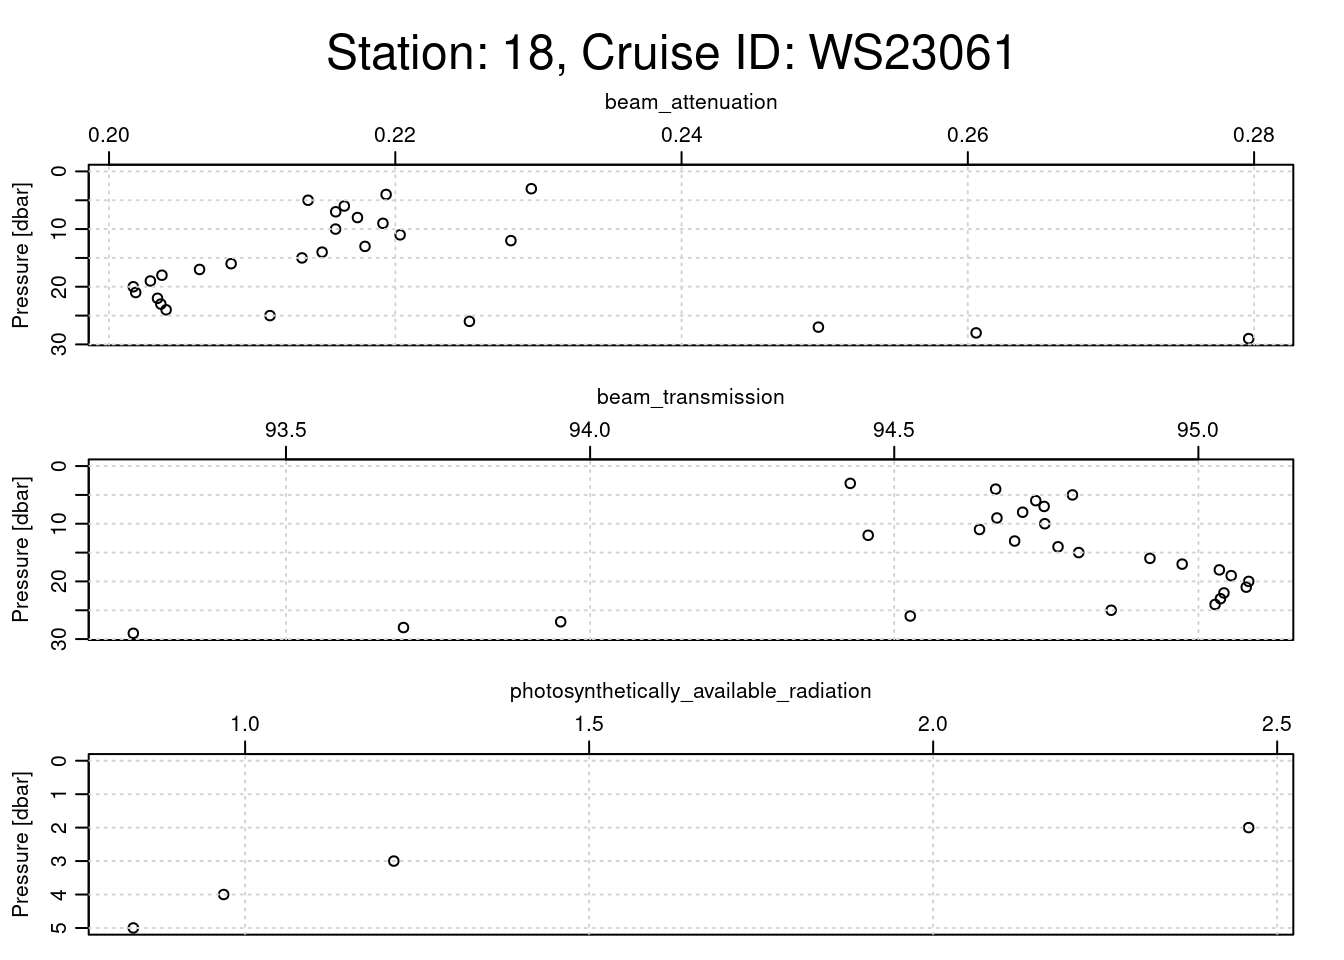 Station: 18, Cruise ID: WS23061
beam_attenuation
0.20 0.22 0.24 0.26 0.28
Pressure [dbar]
0 10 20 30
beam_transmission
93.5 94.0 94.5 95.0
Pressure [dbar]
0 10 20 30
photosynthetically_available_radiation
1.0 1.5 2.0 2.5
Pressure [dbar]
0 1 2 3 4 5